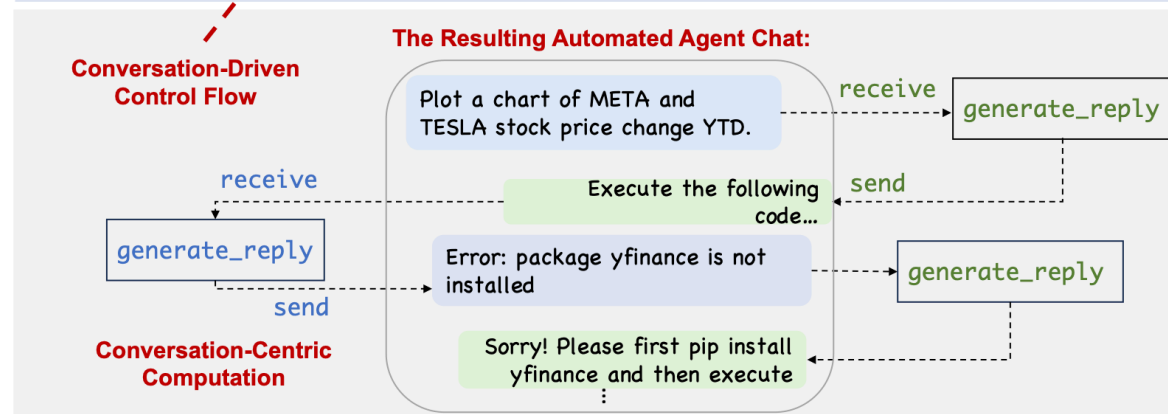 The Resulting Automated Agent Chat:
Conversation-Driven
Control Flow
Plot a chart of META and
TESLA stock price change YTD.
receive
generate_reply
receive
Execute the following
code...
send
generate_reply
Error: package yfinance is not
installed
generate_reply
send
Conversation-Centric
Computation
Sorry! Please first pip install
yfinance and then execute
...